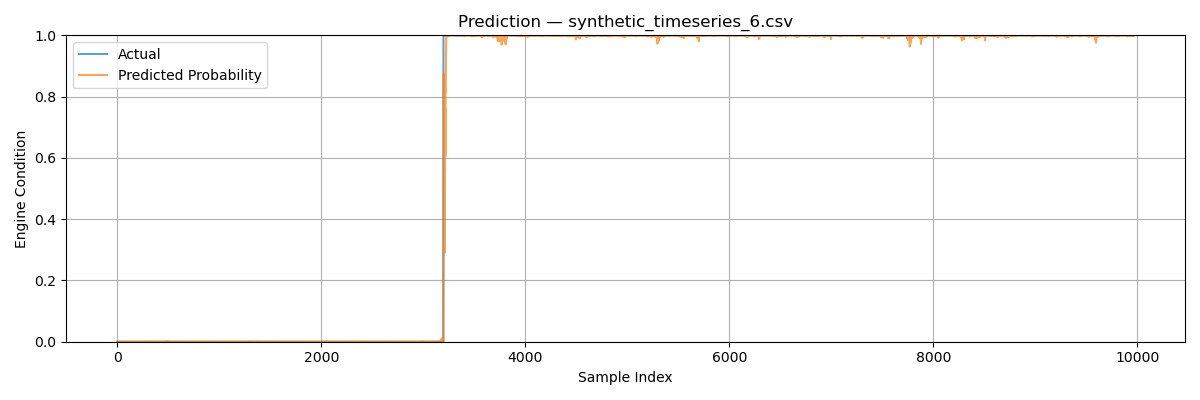 Prediction — synthetic_timeseries_6.csv
Actual
Predicted Probability
Engine Condition
1.0
0.8
0.6
0.4
0.2
0.0
0 2000 4000 6000 8000 10000
Sample Index